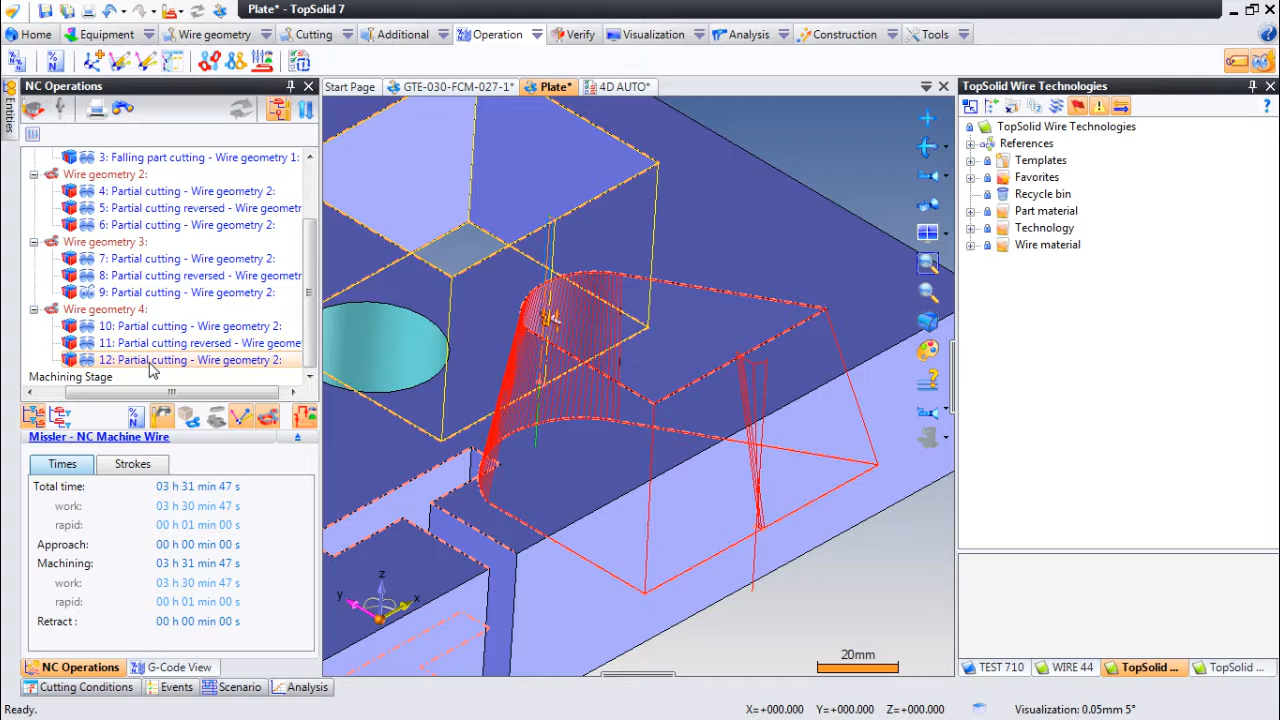 Plate* - TopSolid 7
Home
Equipment
Wire geometry
Cutting
Additional
Operation
Verify
Visualization
Analysis
Construction
Tools
NC Operations
Start Page
GTE-030-FCM-027-1*
Plate*
4D AUTO*
TopSolid Wire Technologies
Entities
3: Falling part cutting - Wire geometry 1:
Wire geometry 2:
4: Partial cutting - Wire geometry 2:
5: Partial cutting reversed - Wire geometr
6: Partial cutting - Wire geometry 2:
Wire geometry 3:
7: Partial cutting - Wire geometry 2:
8: Partial cutting reversed - Wire geometr
9: Partial cutting - Wire geometry 2:
Wire geometry 4:
10: Partial cutting - Wire geometry 2:
11: Partial cutting reversed - Wire geome
12: Partial cutting - Wire geometry 2:
Machining Stage
Missler - NC Machine Wire
Times
Strokes
Total time: 03 h 31 min 47 s
work: 03 h 30 min 47 s
rapid: 00 h 01 min 00 s
Approach: 00 h 00 min 00 s
Machining: 03 h 31 min 47 s
work: 03 h 30 min 47 s
rapid: 00 h 01 min 00 s
Retract : 00 h 00 min 00 s
NC Operations
G-Code View
Cutting Conditions
Events
Scenario
Analysis
Ready.
z
y
x
20mm
TopSolid Wire Technologies
References
Templates
Favorites
Recycle bin
Part material
Technology
Wire material
TEST 710
WIRE 44
TopSolid ...
TopSolid ...
X=+000.000
Y=+000.000
Z=+000.000
Visualization: 0.05mm 5°